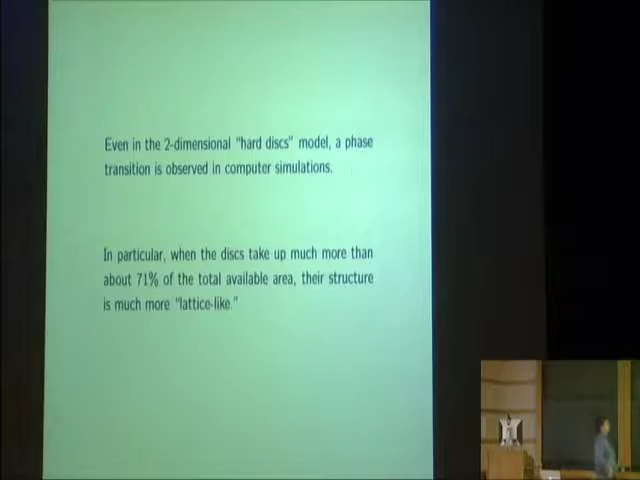 Even in the 2-dimensional "hard discs" model, a phase
transition is observed in computer simulations.
In particular, when the discs take up much more than
about 71% of the total available area, their structure
is much more "lattice-like."